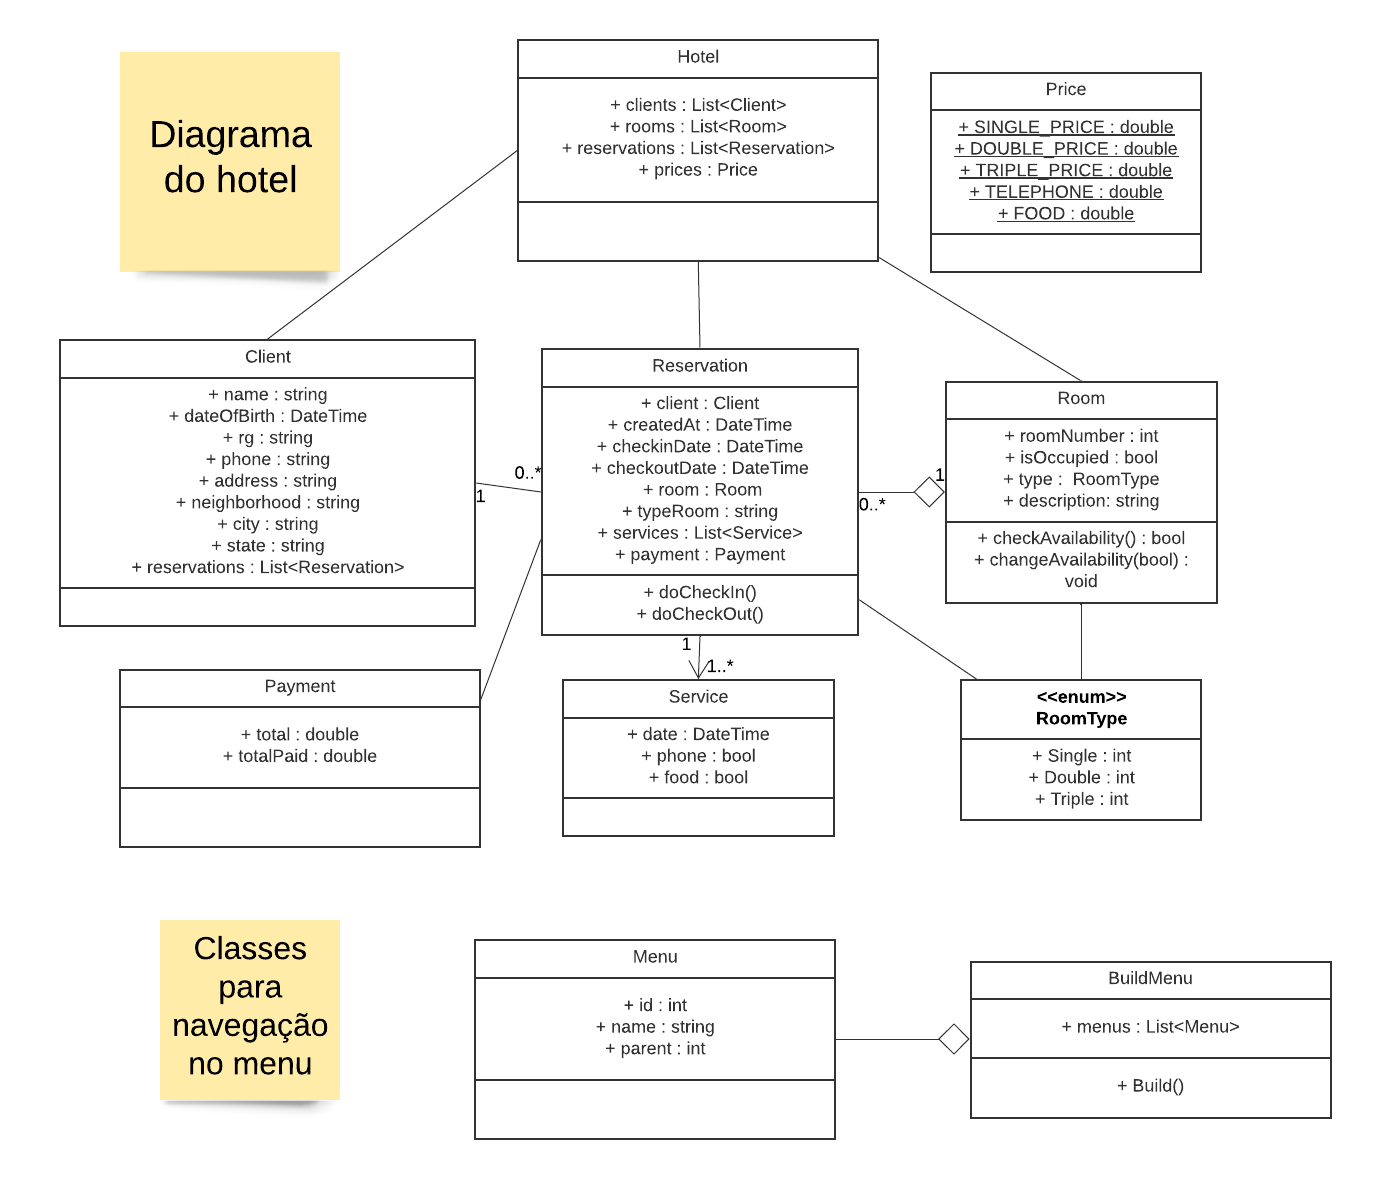 Diagrama
do hotel
Hotel
+ clients : List<Client>
+ rooms : List<Room>
+ reservations : List<Reservation>
+ prices : Price
Price
+ SINGLE_PRICE : double
+ DOUBLE_PRICE : double
+ TRIPLE_PRICE : double
+ TELEPHONE : double
+ FOOD : double
Client
+ name : string
+ dateOfBirth : DateTime
+ rg : string
+ phone : string
+ address : string
+ neighborhood : string
+ city : string
+ state : string
+ reservations : List<Reservation>
1
0..*
Reservation
+ client : Client
+ createdAt : DateTime
+ checkinDate : DateTime
+ checkoutDate : DateTime
+ room : Room
+ typeRoom : string
+ services : List<Service>
+ payment : Payment
+ doCheckIn()
+ doCheckOut()
0..*
1
Room
+ roomNumber : int
+ isOccupied : bool
+ type :  RoomType
+ description: string
+ checkAvailability() : bool
+ changeAvailability(bool) :
void
Payment
+ total : double
+ totalPaid : double
1
1..*
Service
+ date : DateTime
+ phone : bool
+ food : bool
<<enum>>
RoomType
+ Single : int
+ Double : int
+ Triple : int
Classes
para
navegação
no menu
Menu
+ id : int
+ name : string
+ parent : int
BuildMenu
+ menus : List<Menu>
+ Build()